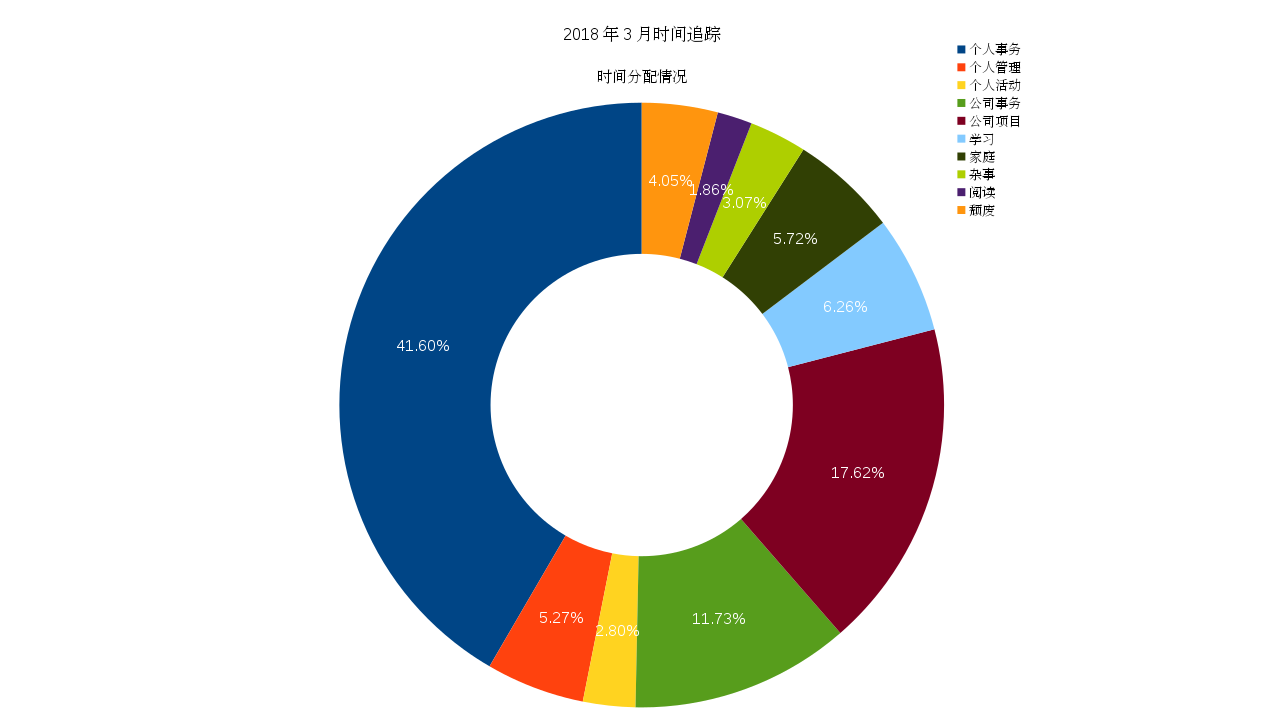 2018 年 3 月时间追踪
时间分配情况
个人事务
个人管理
个人活动
公司事务
公司项目
学习
家庭
杂事
阅读
颓废
4.05%
1.86%
3.07%
5.72%
6.26%
41.60%
17.62%
5.27%
2.80%
11.73%